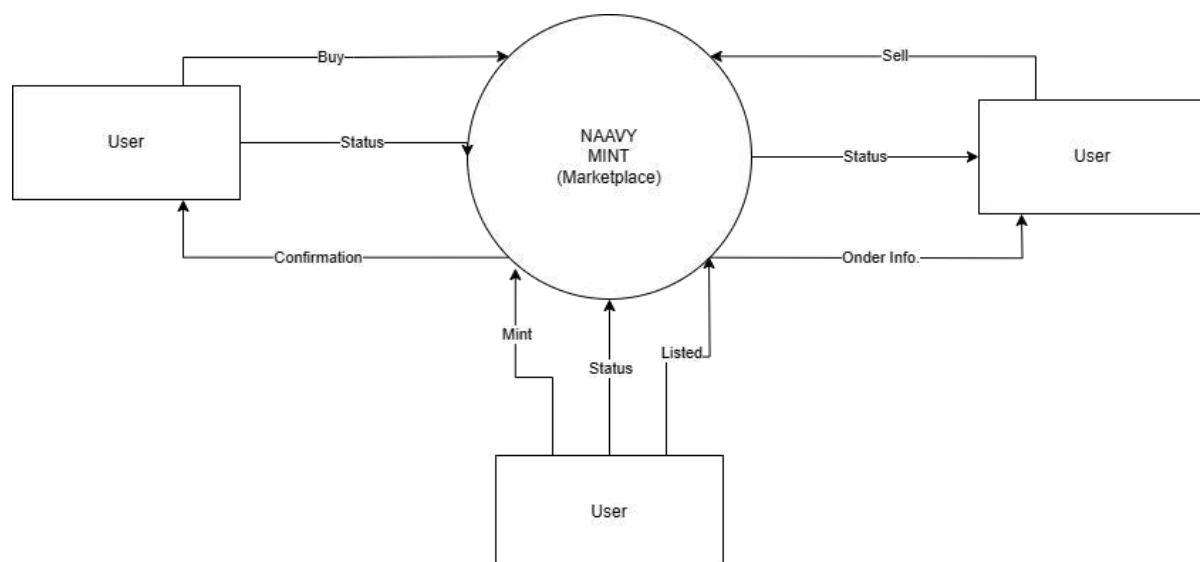 Buy
Sell
User
Status
NAAVY
MINT
(Marketplace)
Status
User
Confirmation
Onder Info.
Mint
Status
Listed
User